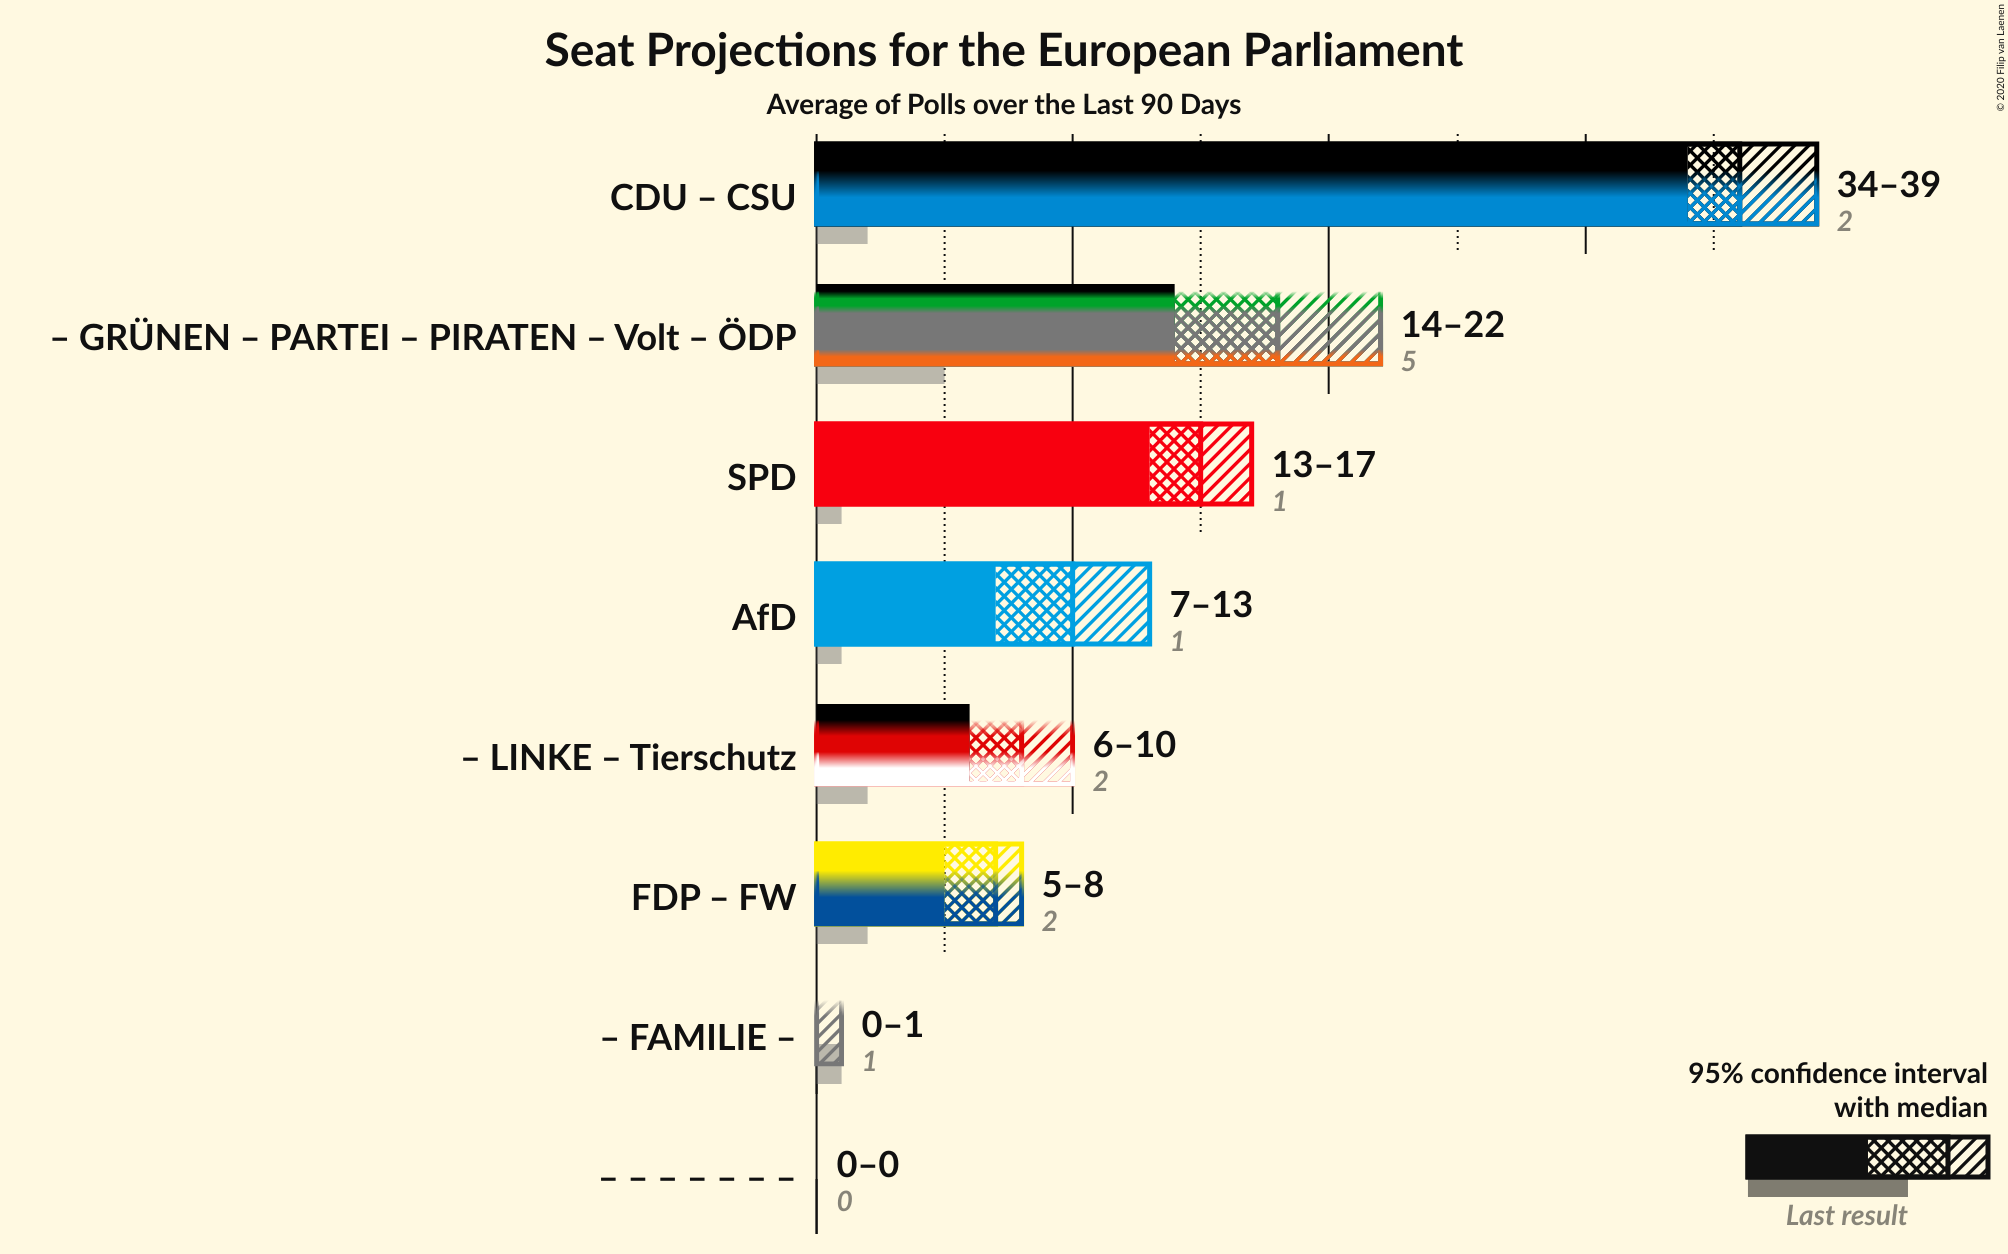 Seat Projections for the European Parliament
Average of Polls over the Last 90 Days
© 2020 Filip van Laenen
CDU – CSU
34–39
2
– GRÜNEN – PARTEI – PIRATEN – Volt – ÖDP
14–22
5
SPD
13–17
1
AfD
7–13
1
– LINKE – Tierschutz
6–10
2
FDP – FW
5–8
2
– FAMILIE –
0–1
1
– – – – – – –
0–0
0
95% confidence interval
with median
Last result